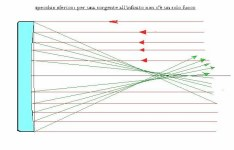 specchio sferico: per una sorgente all'infinito non c'è un solo fuoco